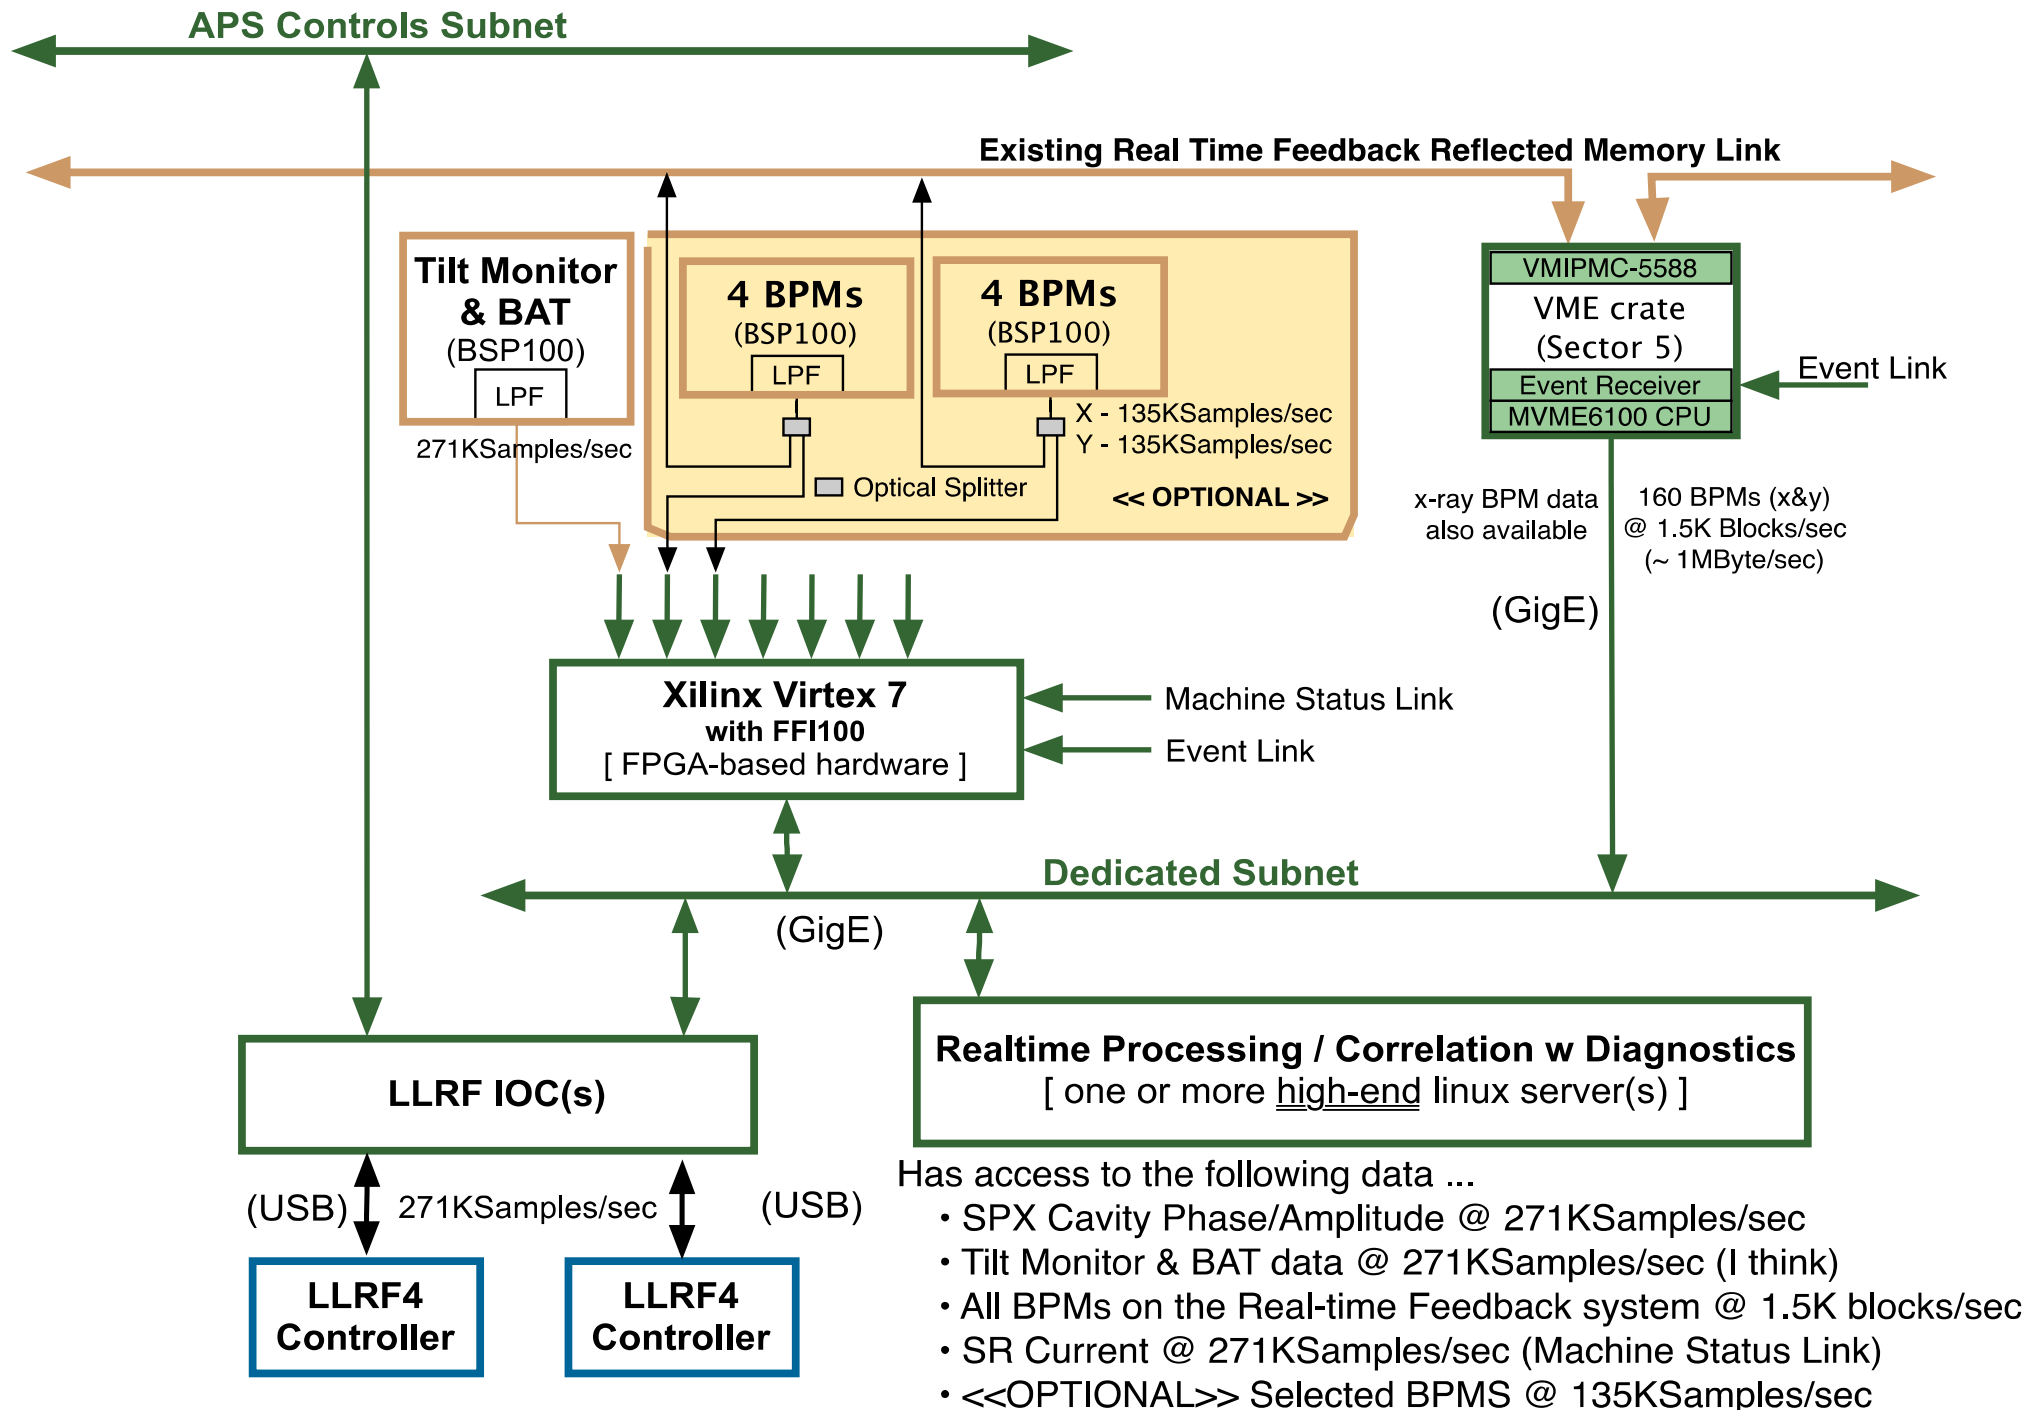 APS Controls Subnet
Existing Real Time Feedback Reflected Memory Link
Tilt Monitor
& BAT
(BSP100)
LPF
271KSamples/sec
4 BPMs
(BSP100)
LPF
4 BPMs
(BSP100)
LPF
X - 135KSamples/sec
Y - 135KSamples/sec
Optical Splitter
<< OPTIONAL >>
VMIPMC-5588
VME crate
(Sector 5)
Event Receiver
MVME6100 CPU
Event Link
x-ray BPM data
also available
160 BPMs (x&y)
@ 1.5K Blocks/sec
(~ 1MByte/sec)
(GigE)
Xilinx Virtex 7
with FFI100
[ FPGA-based hardware ]
Machine Status Link
Event Link
Dedicated Subnet
(GigE)
LLRF IOC(s)
Realtime Processing / Correlation w Diagnostics
[ one or more high-end linux server(s) ]
(USB)
271KSamples/sec
(USB)
LLRF4
Controller
LLRF4
Controller
Has access to the following data ...
• SPX Cavity Phase/Amplitude @ 271KSamples/sec
• Tilt Monitor & BAT data @ 271KSamples/sec (I think)
• All BPMs on the Real-time Feedback system @ 1.5K blocks/sec
• SR Current @ 271KSamples/sec (Machine Status Link)
• <<OPTIONAL>> Selected BPMS @ 135KSamples/sec